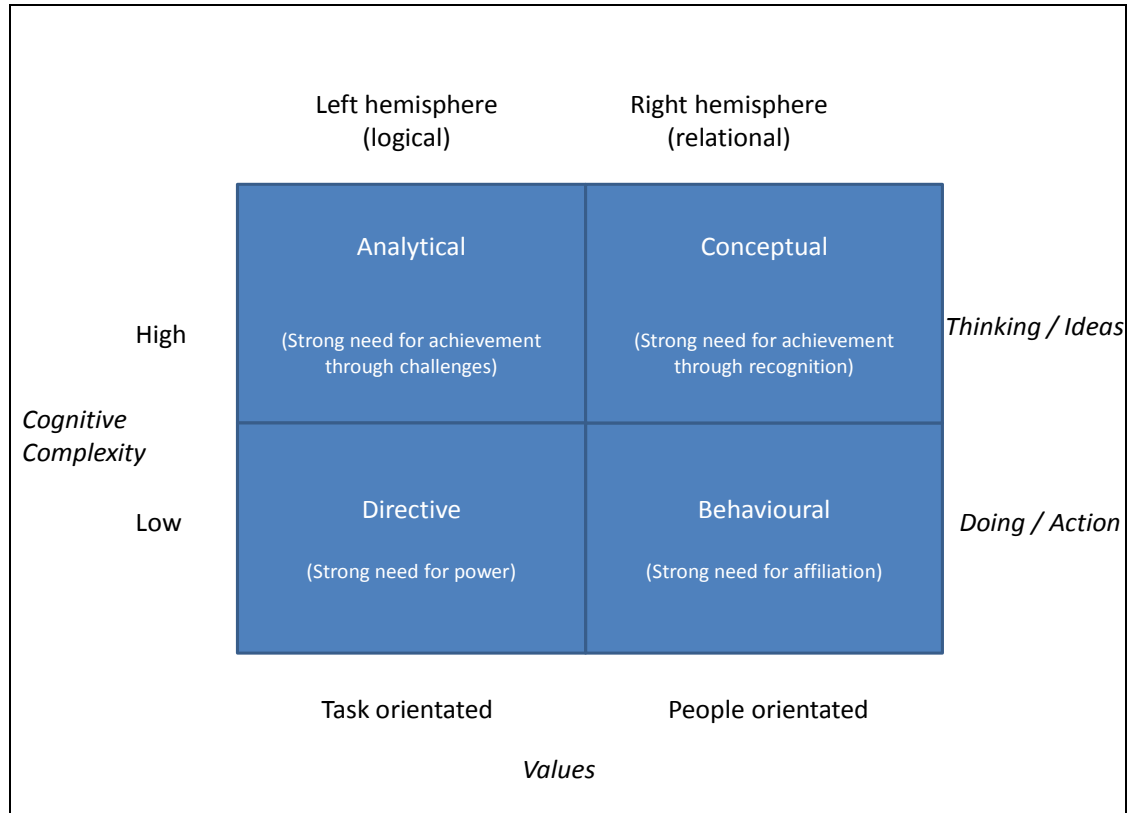 Left hemisphere
(logical)
Right hemisphere
(relational)
Analytical
Conceptual
High
(Strong need for achievement
through challenges)
(Strong need for achievement
through recognition)
Thinking / Ideas
Cognitive
Complexity
Low
Directive
Behavioural
Doing / Action
(Strong need for power)
(Strong need for affiliation)
Task orientated
People orientated
Values